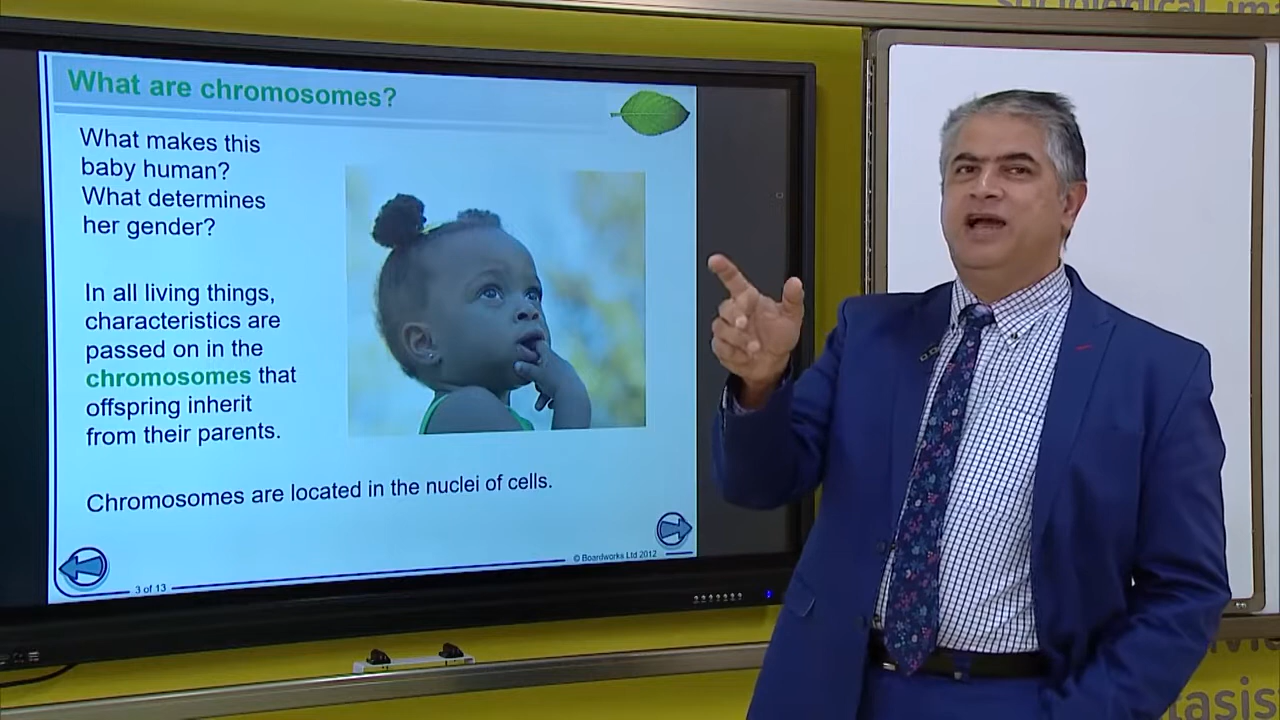 sociological ima
What are chromosomes?
What makes this
baby human?
What determines
her gender?
In all living things,
characteristics are
passed on in the
chromosomes that
offspring inherit
from their parents.
Chromosomes are located in the nuclei of cells.
© Boardworks Ltd 2012
3 of 13
tasis